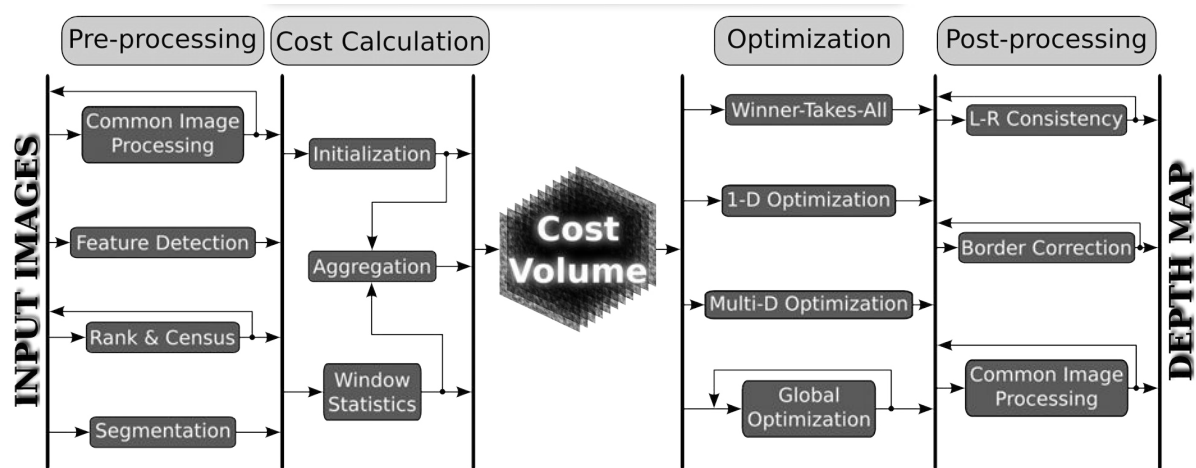 Pre-processing
Cost Calculation
Optimization
Post-processing
INPUT IMAGES
Common Image
Processing
Feature Detection
Rank & Census
Segmentation
Initialization
Aggregation
Window
Statistics
Cost
Volume
Winner-Takes-All
1-D Optimization
Multi-D Optimization
Global
Optimization
L-R Consistency
Border Correction
Common Image
Processing
DEPTH MAP